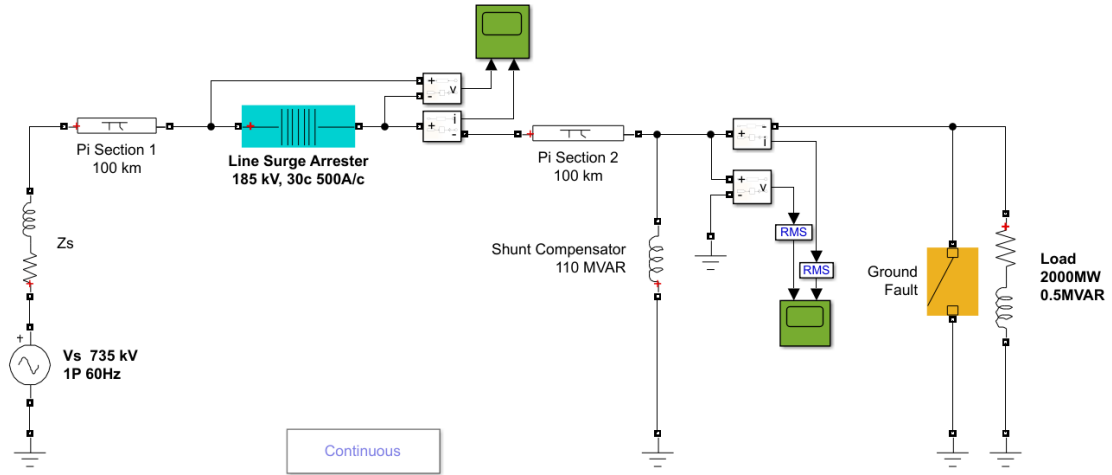 +
v
-
i
+
-
Pi Section 1
100 km
Line Surge Arrester
185 kV, 30c 500A/c
Pi Section 2
100 km
-
+
i
+
v
-
Zs
RMS
RMS
Shunt Compensator
110 MVAR
Ground
Fault
Load
2000MW
0.5MVAR
+
Vs 735 kV
1P 60Hz
Continuous